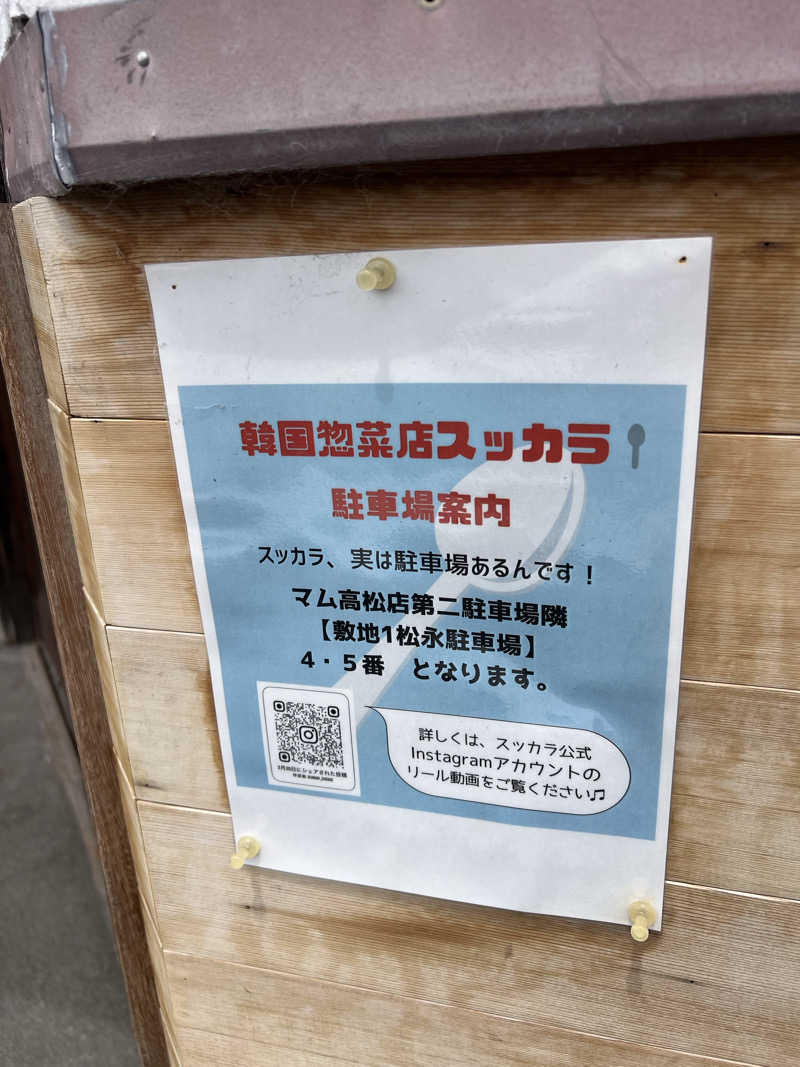 韓国惣菜店スッカラ
駐車場案内
スッカラ、実は駐車場あるんです！
マム高松店第二駐車場隣
【敷地1松永駐車場】
4・5番　となります。
詳しくは、スッカラ公式
Instagramアカウントの
リール動画をご覧ください♫